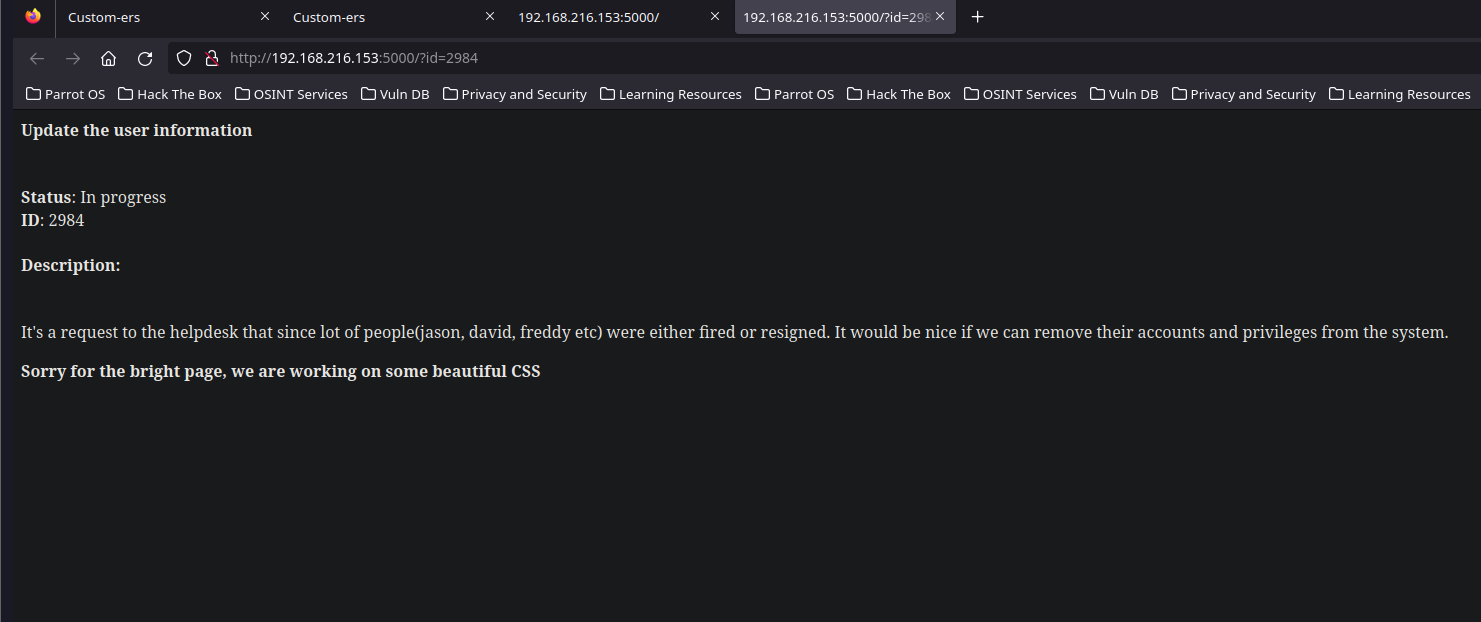 Custom-ers Custom-ers 192.168.216.153:5000/ 192.168.216.153:5000/?id=298
http://192.168.216.153:5000/?id=2984
Parrot OS Hack The Box OSINT Services Vuln DB Privacy and Security Learning Resources Parrot OS Hack The Box OSINT Services Vuln DB Privacy and Security Learning Resources
Update the user information
Status: In progress
ID: 2984
Description:
It's a request to the helpdesk that since lot of people(jason, david, freddy etc) were either fired or resigned. It would be nice if we can remove their accounts and privileges from the system.
Sorry for the bright page, we are working on some beautiful CSS